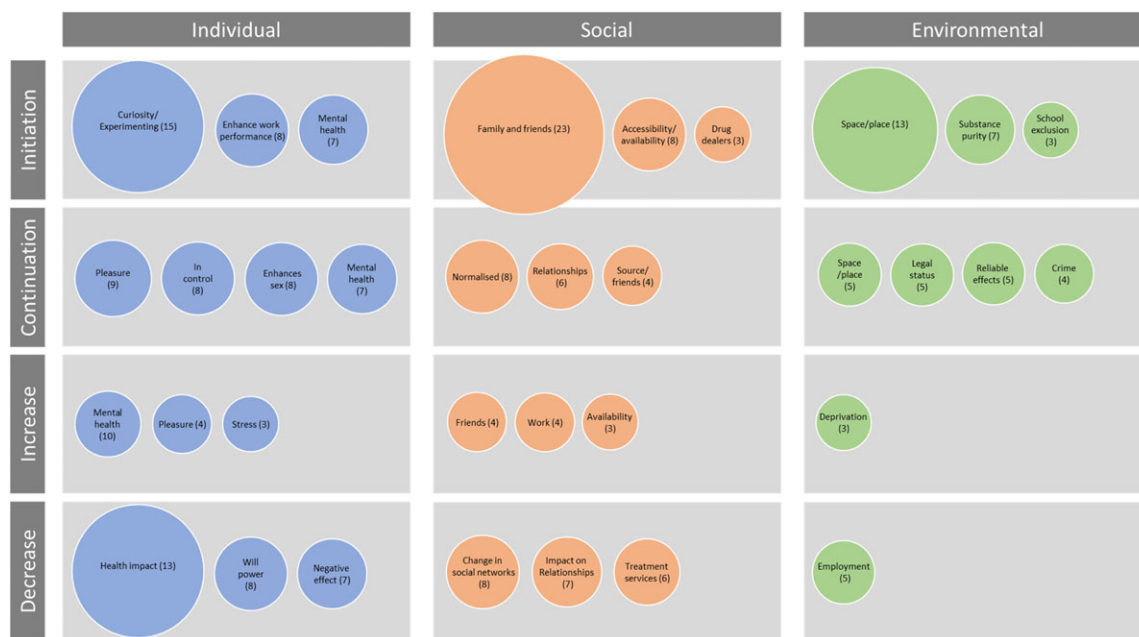 Individual
Social
Environmental
Initiation
Curiosity/
Experimenting (15)
Enhance work
performance (8)
Mental
health
(7)
Family and friends (23)
Accessibility/
availability (8)
Drug
dealers (3)
Space/place (13)
Substance
purity (7)
School
exclusion
(3)
Continuation
Pleasure
(9)
In
control
(8)
Enhances
sex (8)
Mental
health (7)
Normalised (8)
Relationships
(6)
Source/
friends (4)
Space
/place
(5)
Legal
status
(5)
Reliable
effects (5)
Crime
(4)
Increase
Mental
health
(10)
Pleasure (4)
Stress (3)
Friends (4)
Work (4)
Availability
(3)
Deprivation
(3)
Decrease
Health impact (13)
Will
power
(8)
Negative
effect (7)
Change in
social networks
(8)
Impact on
Relationships
(7)
Treatment
services (6)
Employment
(5)